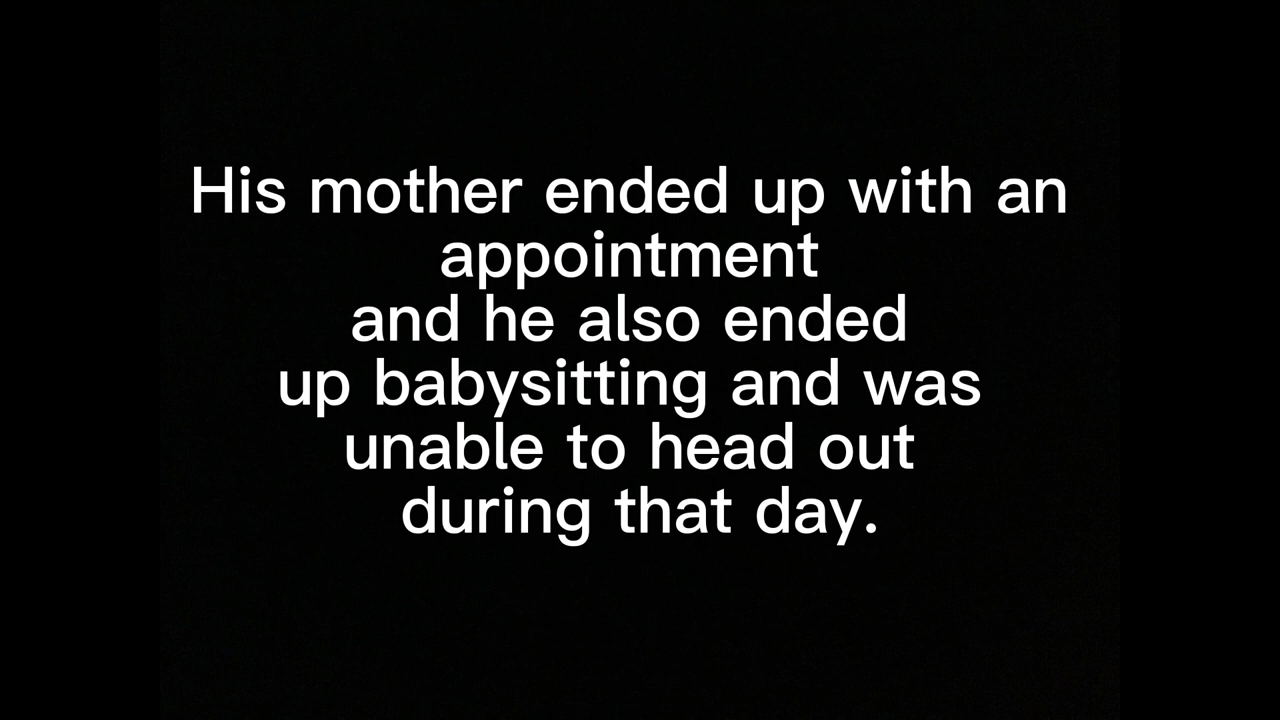 His mother ended up with an
appointment
and he also ended
up babysitting and was
unable to head out
during that day.